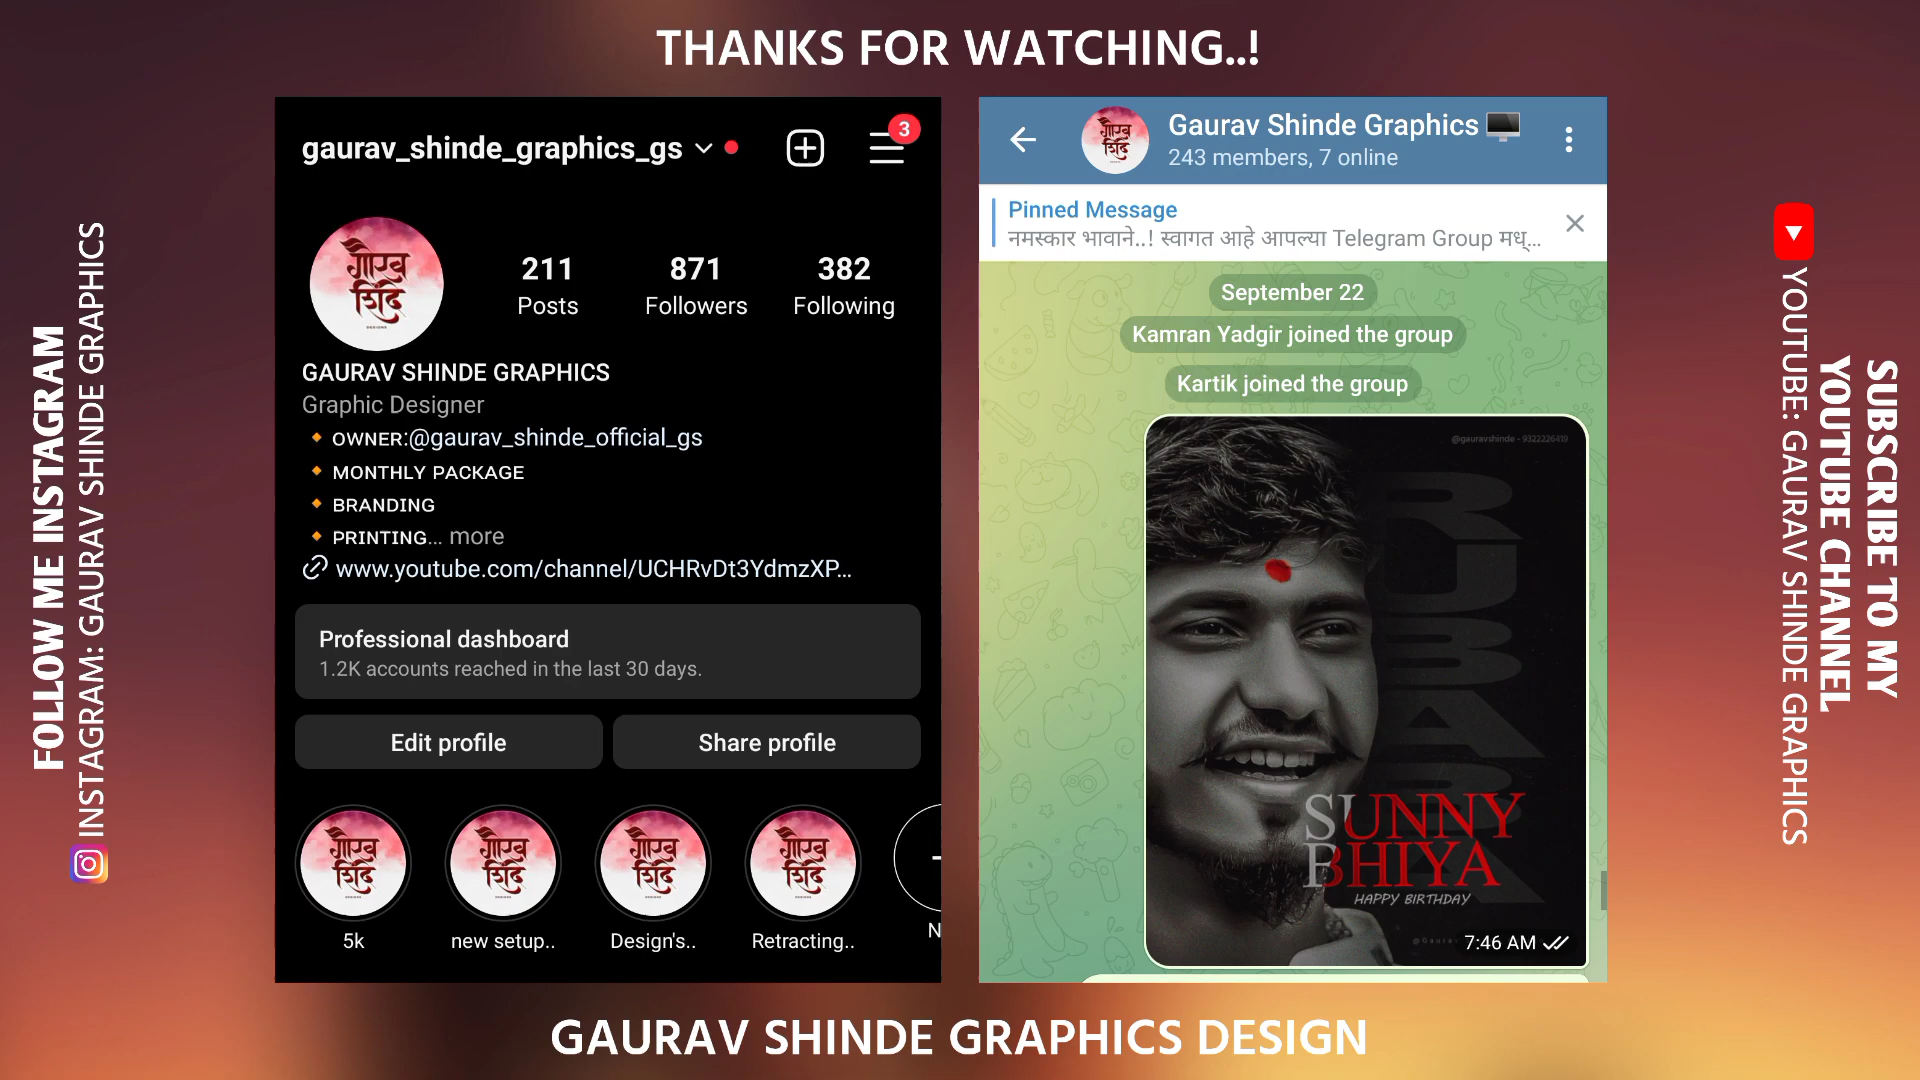 THANKS FOR WATCHING..!
FOLLOW ME INSTAGRAM
INSTAGRAM: GAURAV SHINDE GRAPHICS
gaurav_shinde_graphics_gs
3
गौरव
शिंदे
211
Posts
871
Followers
382
Following
GAURAV SHINDE GRAPHICS
Graphic Designer
🔸 OWNER:@gaurav_shinde_official_gs
🔸 MONTHLY PACKAGE
🔸 BRANDING
🔸 PRINTING... more
www.youtube.com/channel/UCHRvDt3YdmzXP...
Professional dashboard
1.2K accounts reached in the last 30 days.
Edit profile
Share profile
5k
new setup..
Design's..
Retracting..
N
Gaurav Shinde Graphics 🖥️
243 members, 7 online
Pinned Message
नमस्कार भावाने..! स्वागत आहे आपल्या Telegram Group मध्...
September 22
Kamran Yadgir joined the group
Kartik joined the group
@gauravshinde - 9322226419
SUNNY
BHIYA
HAPPY BIRTHDAY
7:46 AM
SUBSCRIBE TO MY
YOUTUBE CHANNEL
YOUTUBE: GAURAV SHINDE GRAPHICS
GAURAV SHINDE GRAPHICS DESIGN